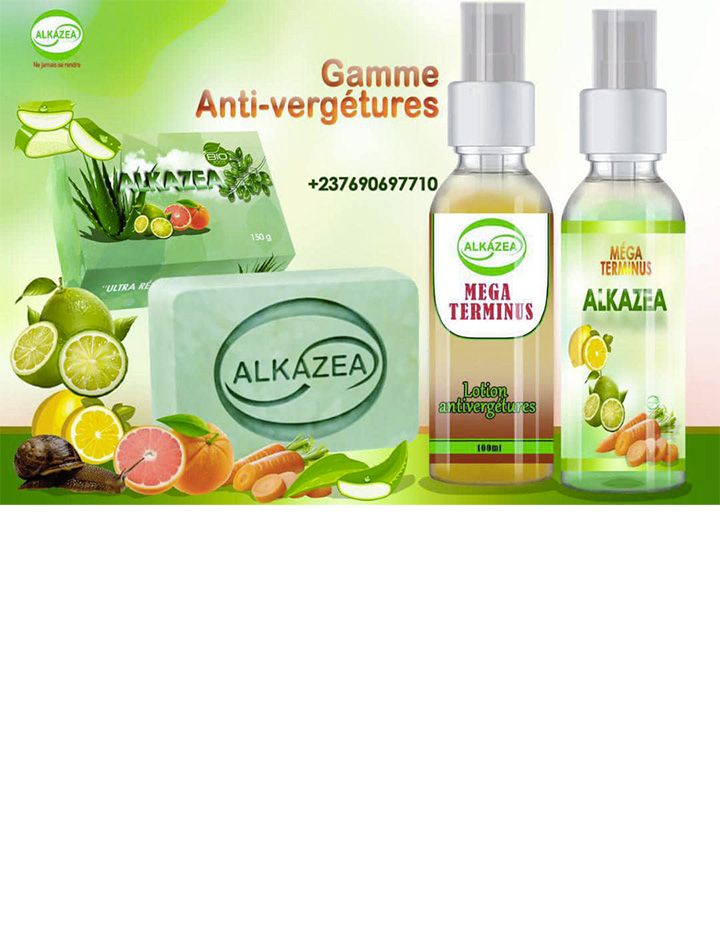 ALKAZEA
Ne jamais se rendre
Gamme
Anti-vergétures
+237690697710
BIO
ALKAZEA
150 g
"ULTRA
ALKAZEA
ALKAZEA
MEGA
TERMINUS
Lotion
antivergétures
100ml
MÉGA
TERMINUS
ALKAZEA